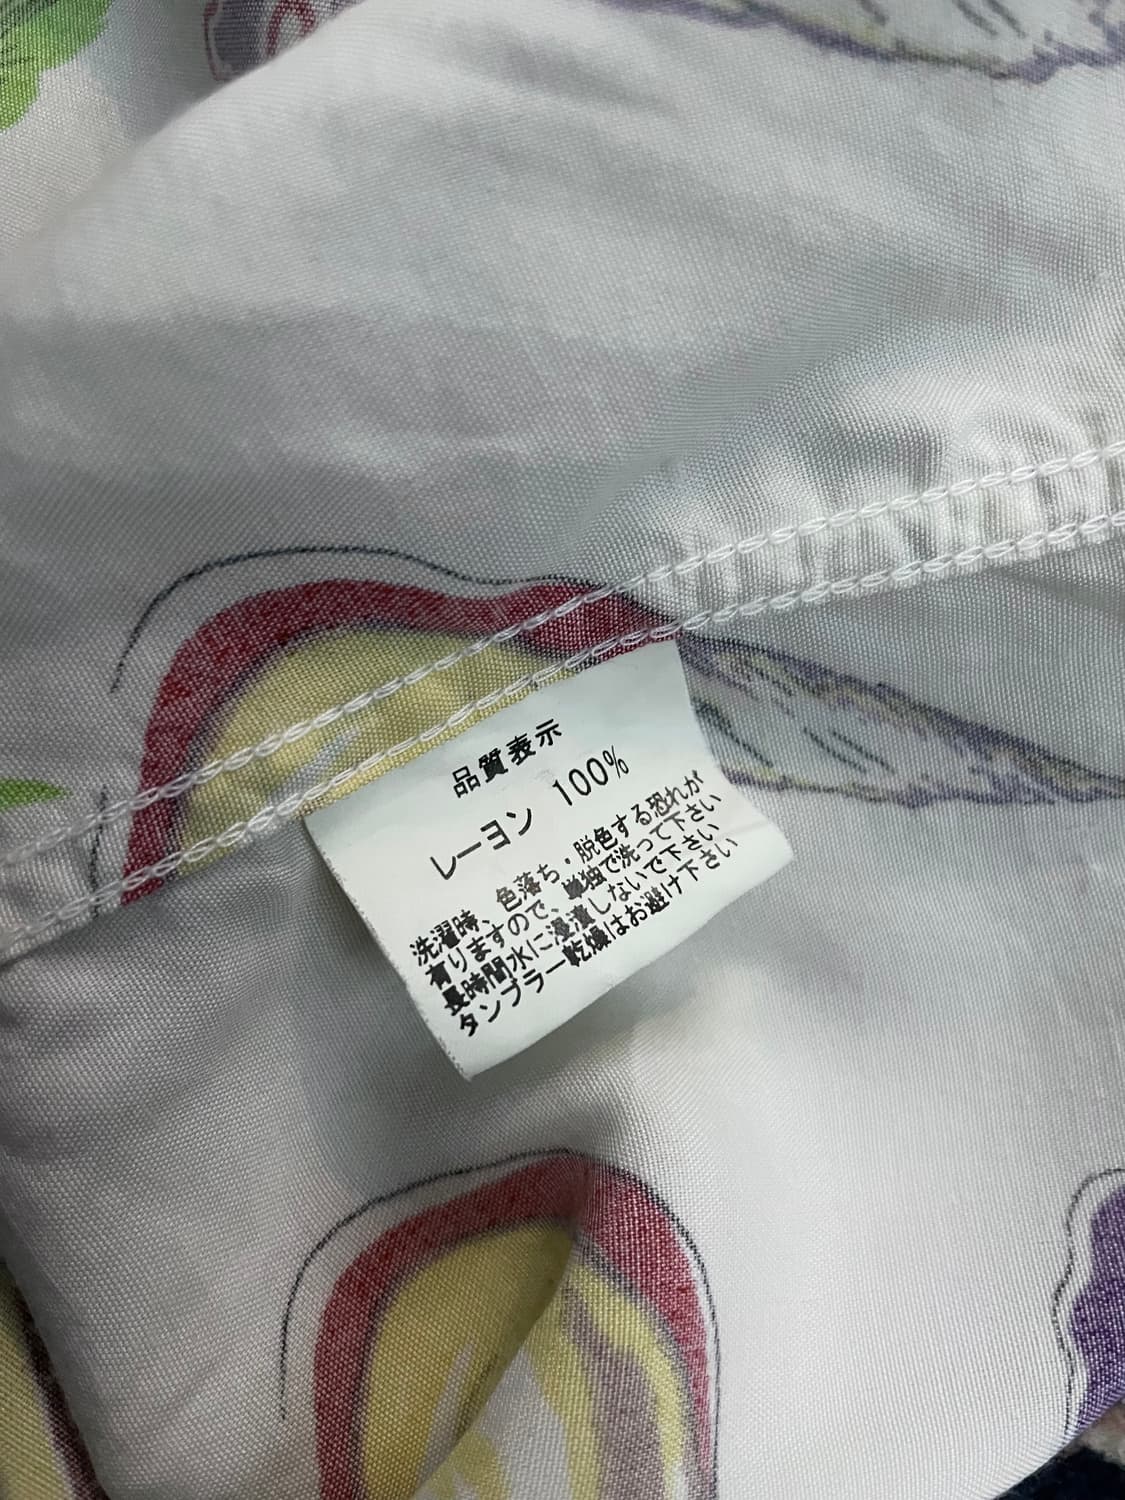 品質表示
レーヨン 100%
洗濯時、色落ち・脱色する恐れが
有りますので、単独で洗って下さい
長時間水に浸漬しないで下さい
タンブラー乾燥はお避け下さい